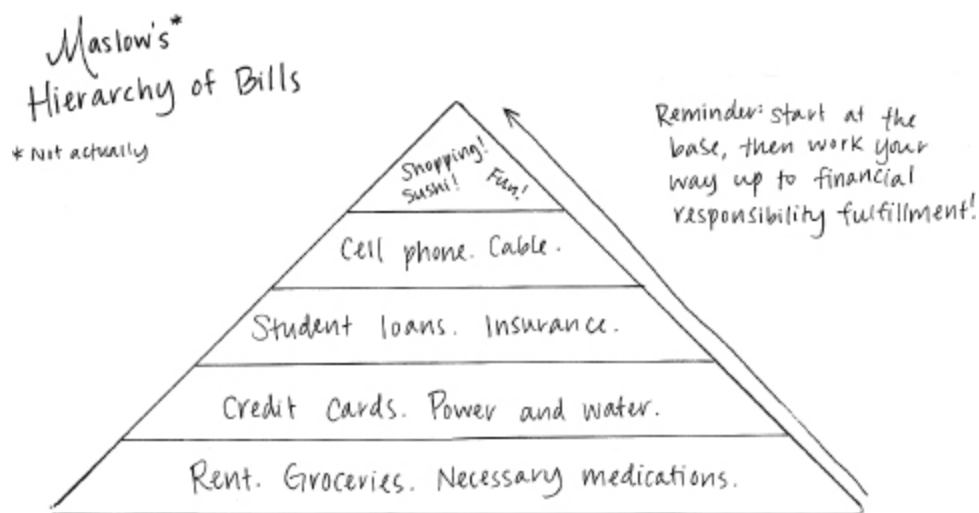 Maslow's*
Hierarchy of Bills
* Not actually
Reminder: start at the
base, then work your
way up to financial
responsibility fulfillment!
Shopping!
Sushi! Fun!
Cell phone. Cable.
Student loans. Insurance.
Credit Cards. Power and water.
Rent. Groceries. Necessary medications.